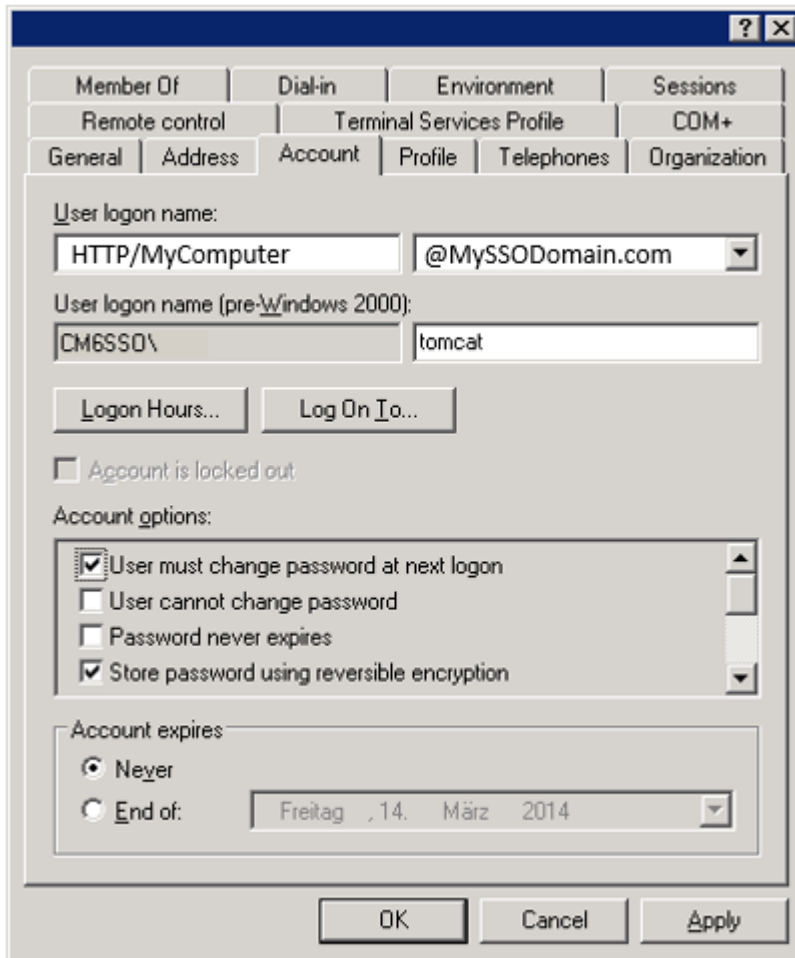 Member Of Dial-in Environment Sessions
Remote control Terminal Services Profile COM+
General Address Account Profile Telephones Organization
User logon name:
HTTP/MyComputer @MySSODomain.com
User logon name (pre-Windows 2000):
CM6SSO\ tomcat
Logon Hours... Log On To...
Account is locked out
Account options:
User must change password at next logon
User cannot change password
Password never expires
Store password using reversible encryption
Account expires
Never
End of: Freitag , 14. März 2014
OK Cancel Apply